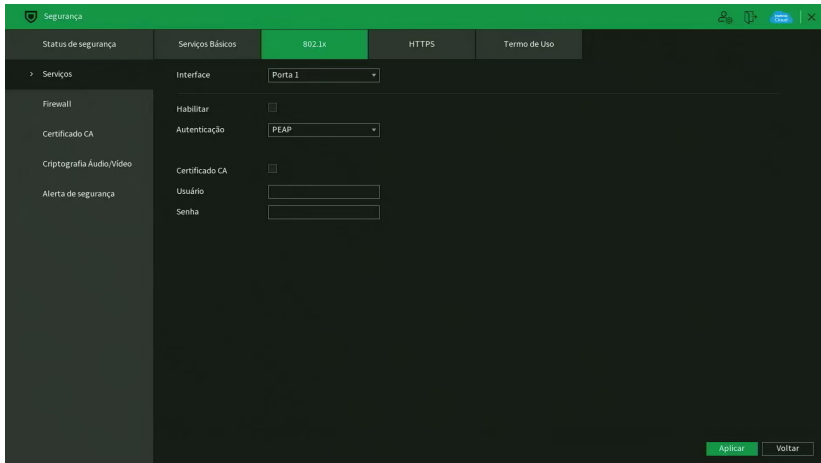 Segurança
Status de segurança
Serviços Básicos
802.1x
HTTPS
Termo de Uso
> Serviços
Firewall
Certificado CA
Criptografia Áudio/Vídeo
Alerta de segurança
Interface
Porta 1
Habilitar
Autenticação
PEAP
Certificado CA
Usuário
Senha
Aplicar
Voltar